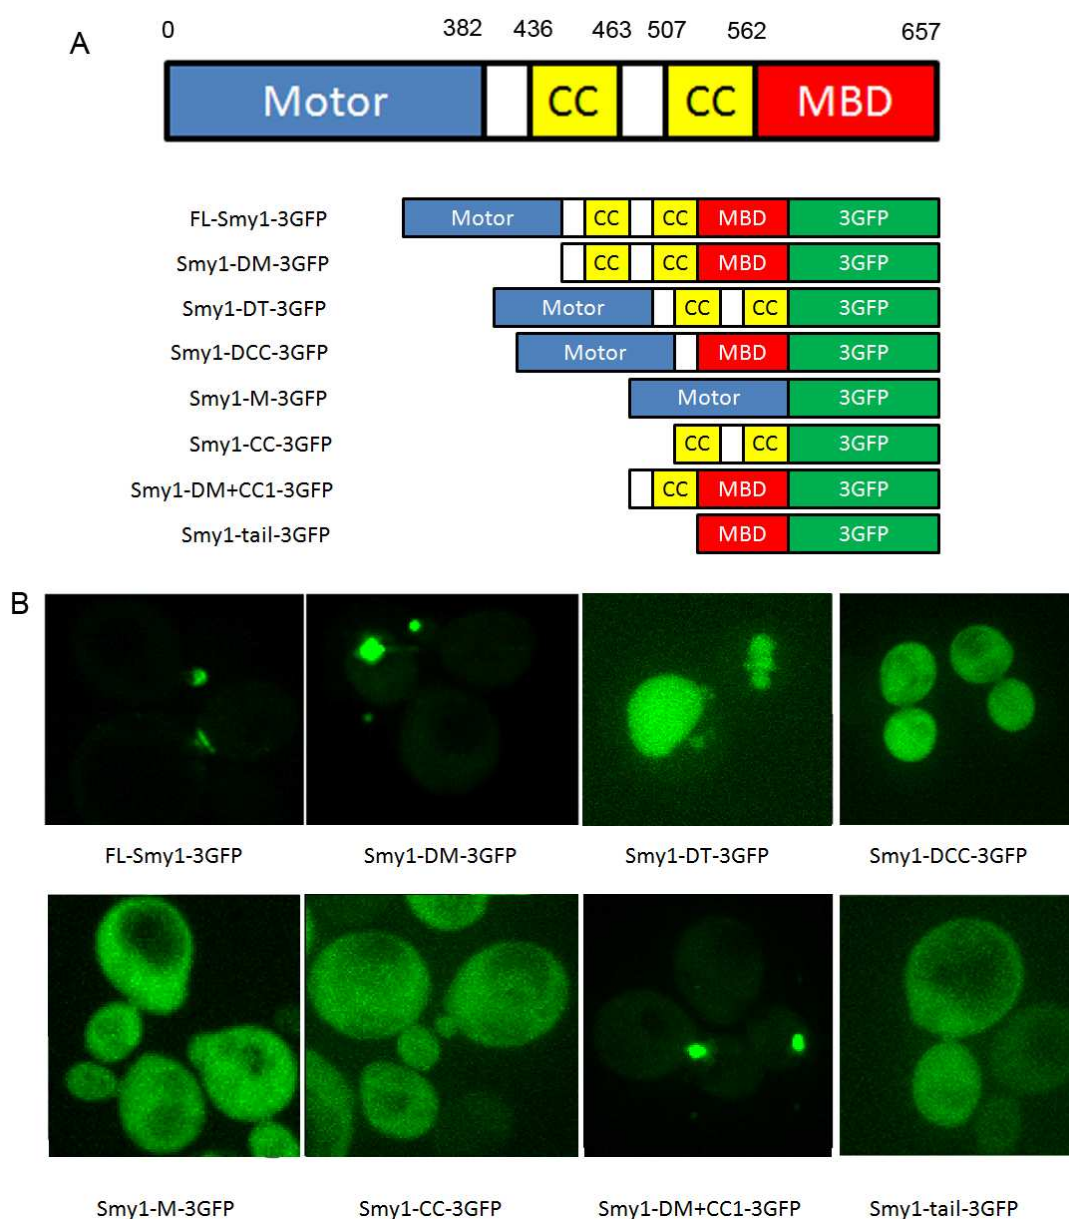 A
0 382 436 463 507 562 657
Motor CC CC MBD
FL-Smy1-3GFP Motor CC CC MBD 3GFP
Smy1-DM-3GFP CC CC MBD 3GFP
Smy1-DT-3GFP Motor CC CC 3GFP
Smy1-DCC-3GFP Motor MBD 3GFP
Smy1-M-3GFP Motor 3GFP
Smy1-CC-3GFP CC CC 3GFP
Smy1-DM+CC1-3GFP CC MBD 3GFP
Smy1-tail-3GFP MBD 3GFP
B
FL-Smy1-3GFP Smy1-DM-3GFP Smy1-DT-3GFP Smy1-DCC-3GFP
Smy1-M-3GFP Smy1-CC-3GFP Smy1-DM+CC1-3GFP Smy1-tail-3GFP